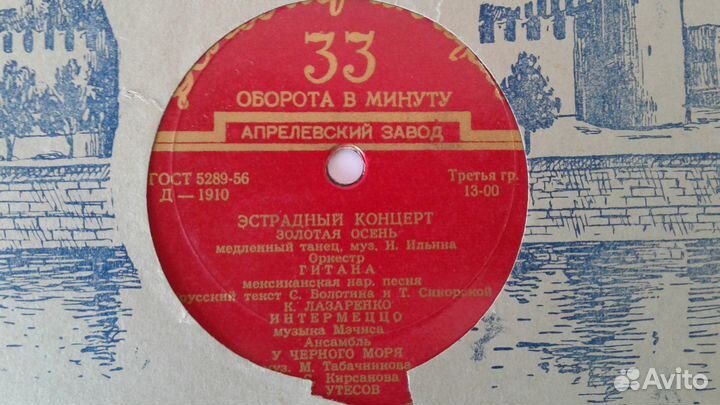 33
ОБОРОТА В МИНУТУ
АПРЕЛЕВСКИЙ ЗАВОД
ГОСТ 5289-56
Д — 1910
Третья гр.
13-00
ЭСТРАДНЫЙ КОНЦЕРТ
ЗОЛОТАЯ ОСЕНЬ
медленный танец, муз. И. Ильина
Оркестр
ГИТАНА
мексиканская нар. песня
русский текст С. Болотина и Т. Сикорской
К. ЛАЗАРЕНКО
ИНТЕРМЕЦЦО
музыка Мэчиса
Ансамбль
У ЧЕРНОГО МОРЯ
муз. М. Табачникова
С. Кирсанова
УТЕСОВ
Avito